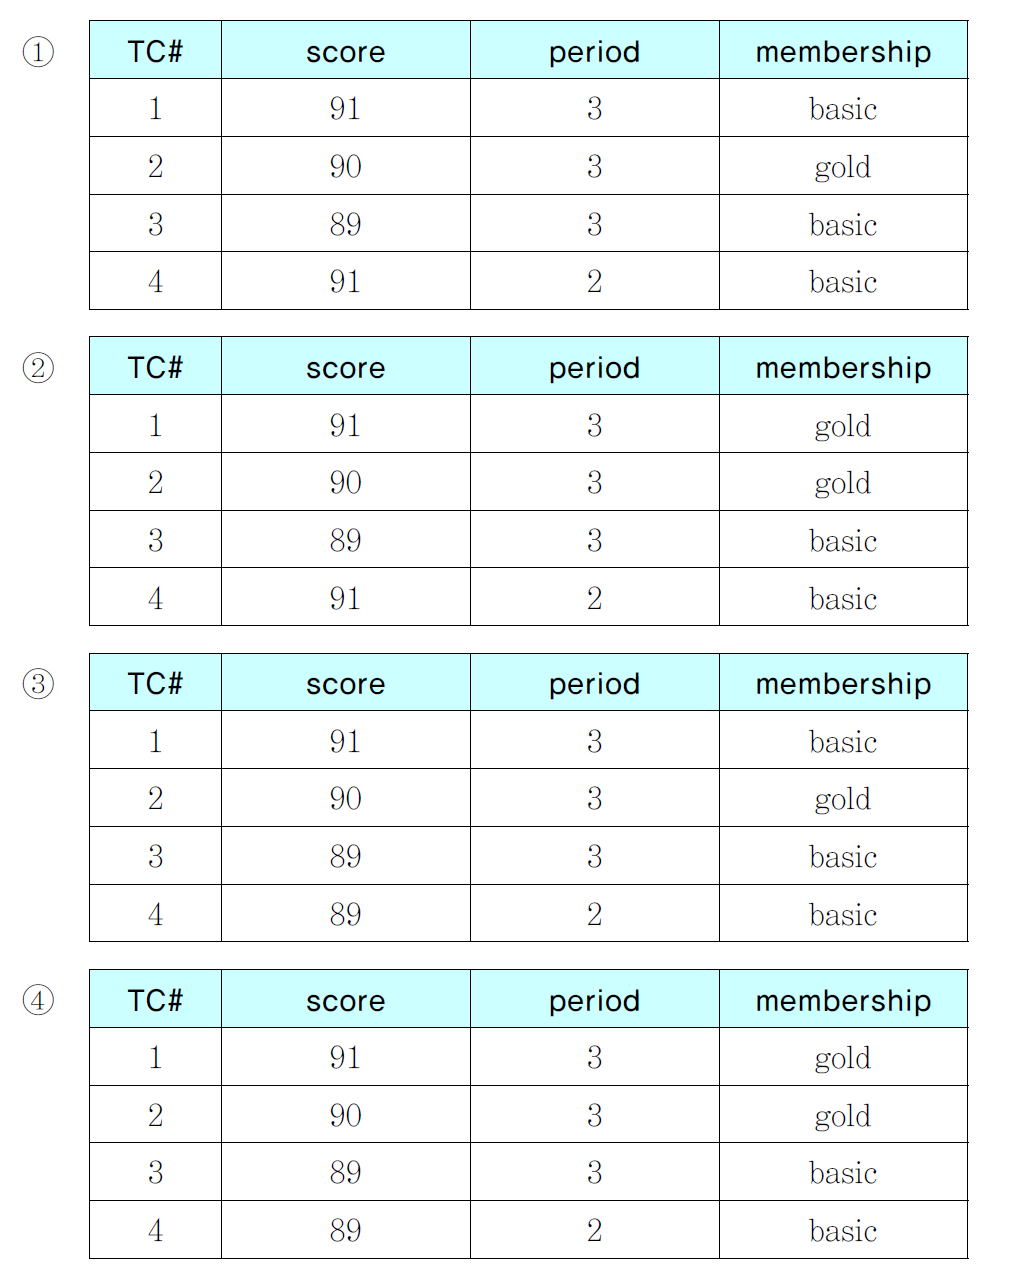 ① TC# score period membership
1 91 3 basic
2 90 3 gold
3 89 3 basic
4 91 2 basic
② TC# score period membership
1 91 3 gold
2 90 3 gold
3 89 3 basic
4 91 2 basic
③ TC# score period membership
1 91 3 basic
2 90 3 gold
3 89 3 basic
4 89 2 basic
④ TC# score period membership
1 91 3 gold
2 90 3 gold
3 89 3 basic
4 89 2 basic